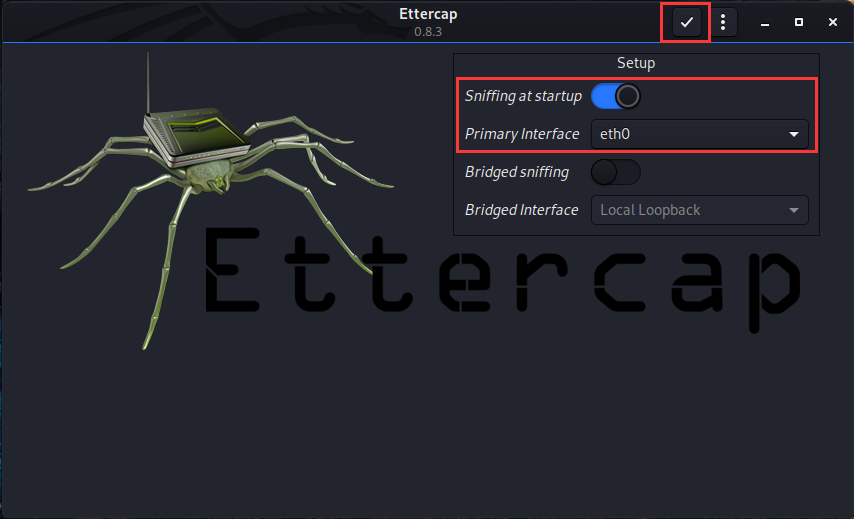 Ettercap
0.8.3
Setup
Sniffing at startup
Primary Interface eth0
Bridged sniffing
Bridged Interface Local Loopback
Ettercap